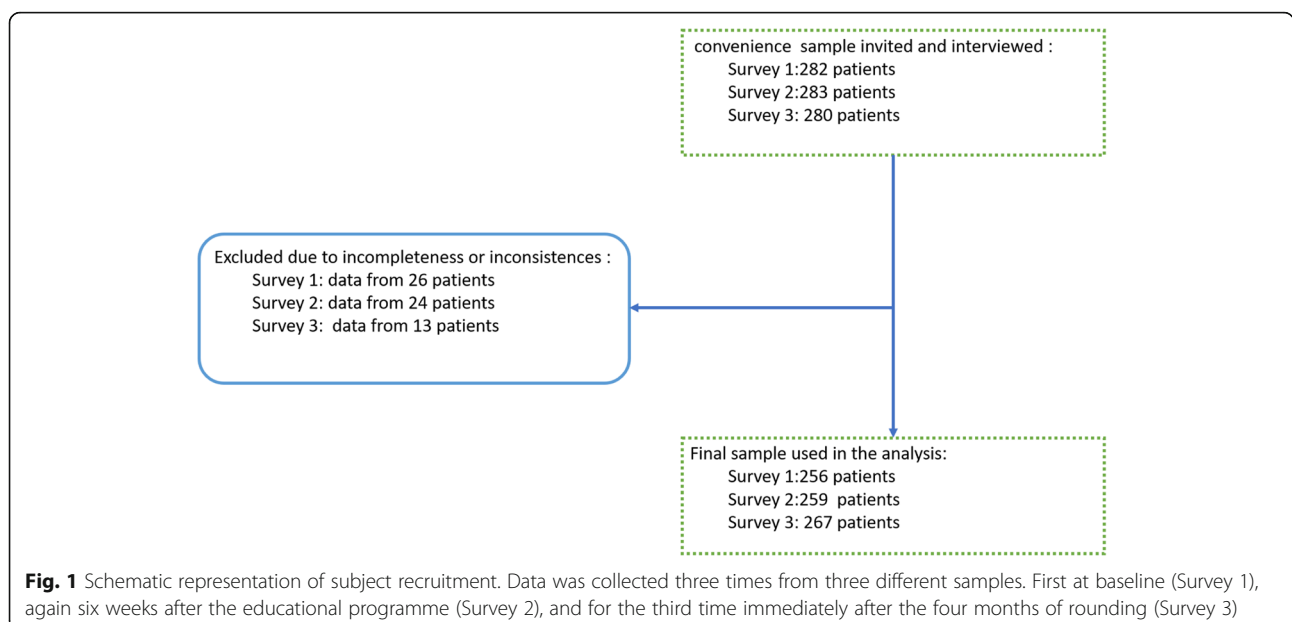 convenience sample invited and interviewed :
Survey 1:282 patients
Survey 2:283 patients
Survey 3: 280 patients
Excluded due to incompleteness or inconsistences :
Survey 1: data from 26 patients
Survey 2: data from 24 patients
Survey 3: data from 13 patients
Final sample used in the analysis:
Survey 1:256 patients
Survey 2:259 patients
Survey 3: 267 patients
Fig. 1 Schematic representation of subject recruitment. Data was collected three times from three different samples. First at baseline (Survey 1),
again six weeks after the educational programme (Survey 2), and for the third time immediately after the four months of rounding (Survey 3)